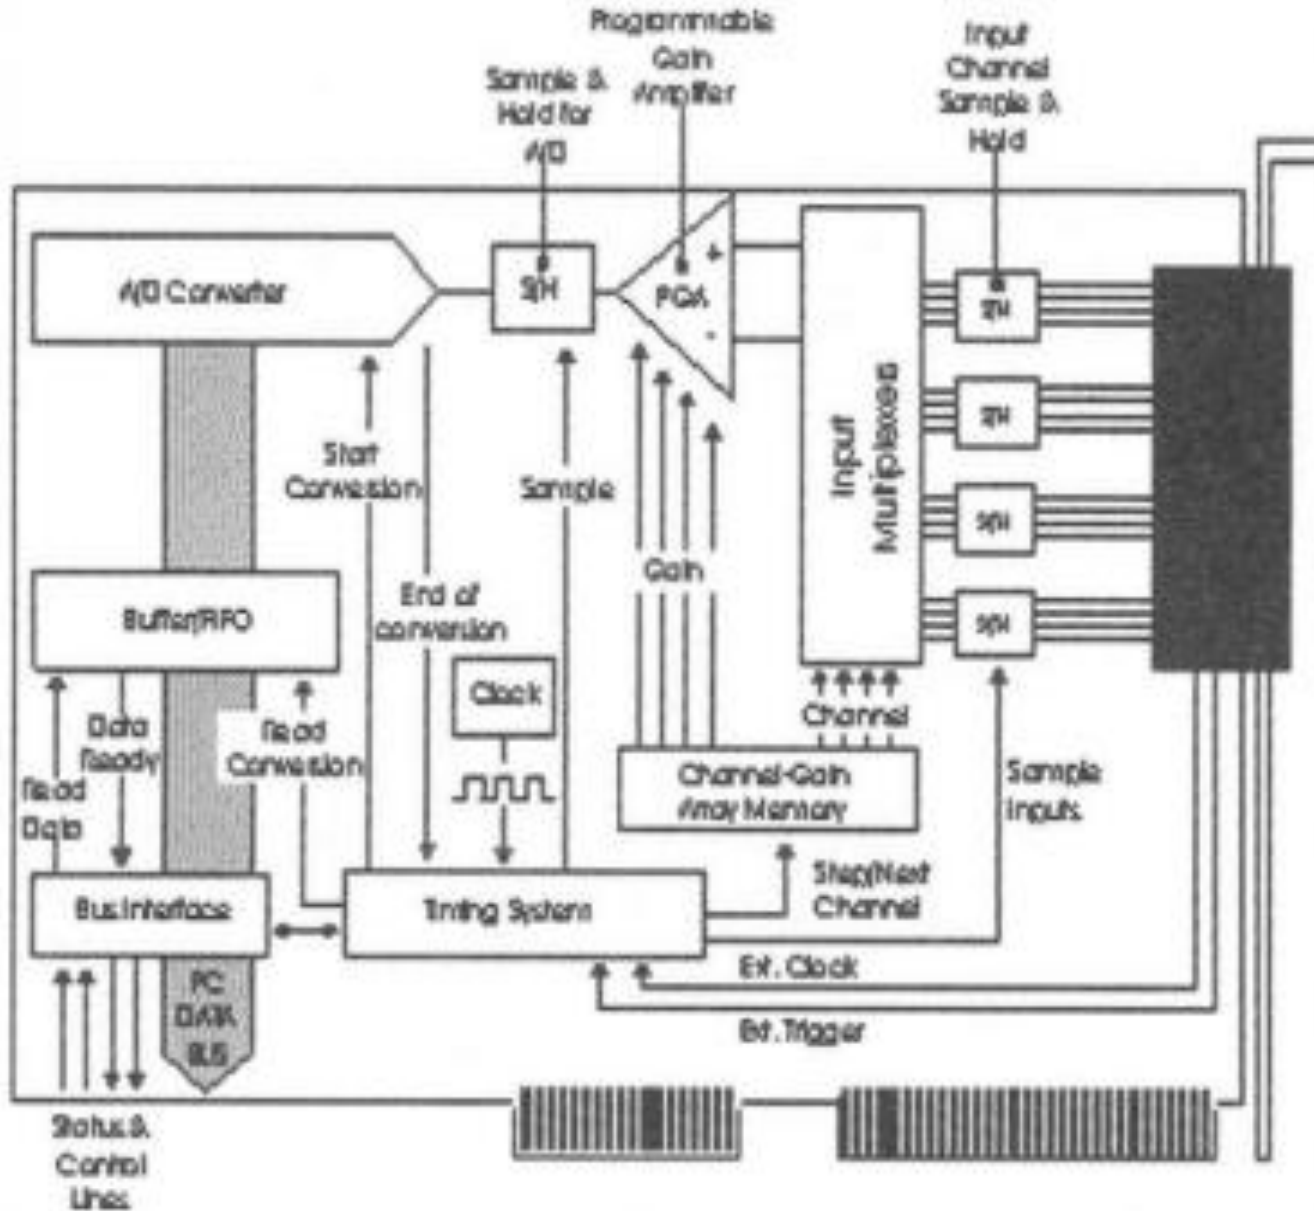 Programmable
Gain
Amplifier
Sample &
Hold for
A/D
Input
Channel
Sample &
Hold
A/D Converter
S/H
PGA
+
-
Input
Multiplexes
S/H
S/H
S/H
S/H
Start
Conversion
Sample
Gain
End of
conversion
Buffer/FIFO
Clock
Data
Ready
Read
Conversion
Read
Data
Channel
Channel-Gain
Array Memory
Sample
Inputs
Step/Next
Channel
Bus Interface
Timing System
Ext. Clock
Ext. Trigger
PC
DATA
BUS
Status &
Control
Lines